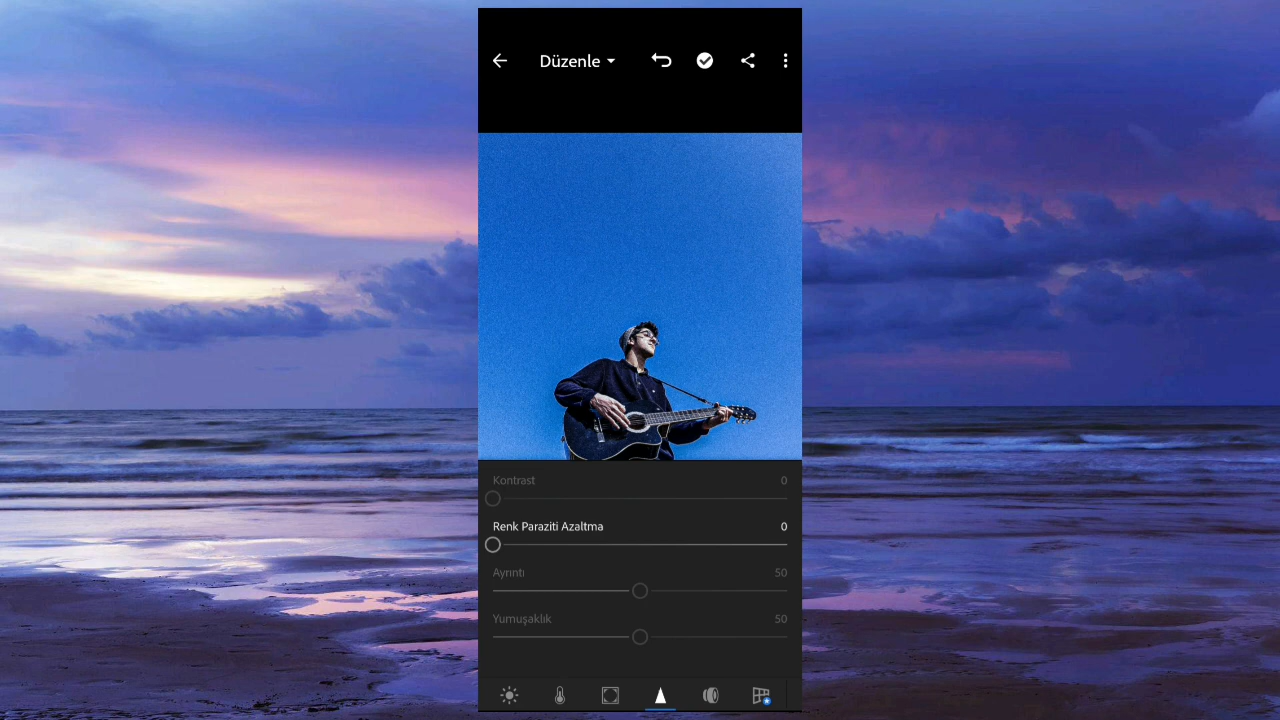 Düzenle
Kontrast 0
Renk Paraziti Azaltma 0
Ayrıntı 50
Yumuşaklık 50